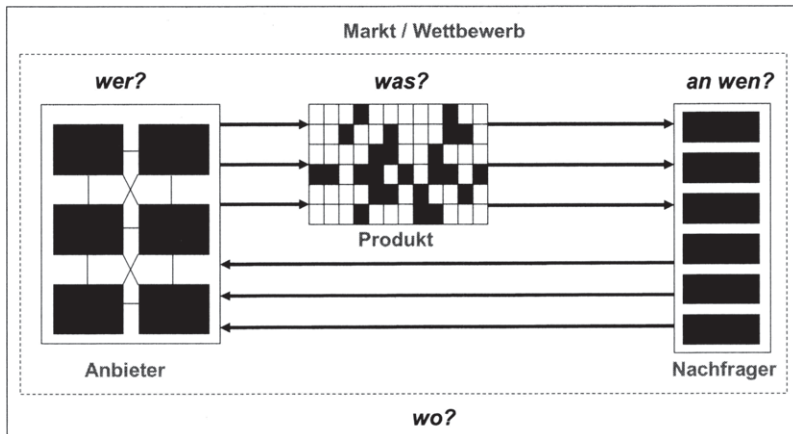 Markt / Wettbewerb
wer?
was?
an wen?
Produkt
Anbieter
Nachfrager
wo?